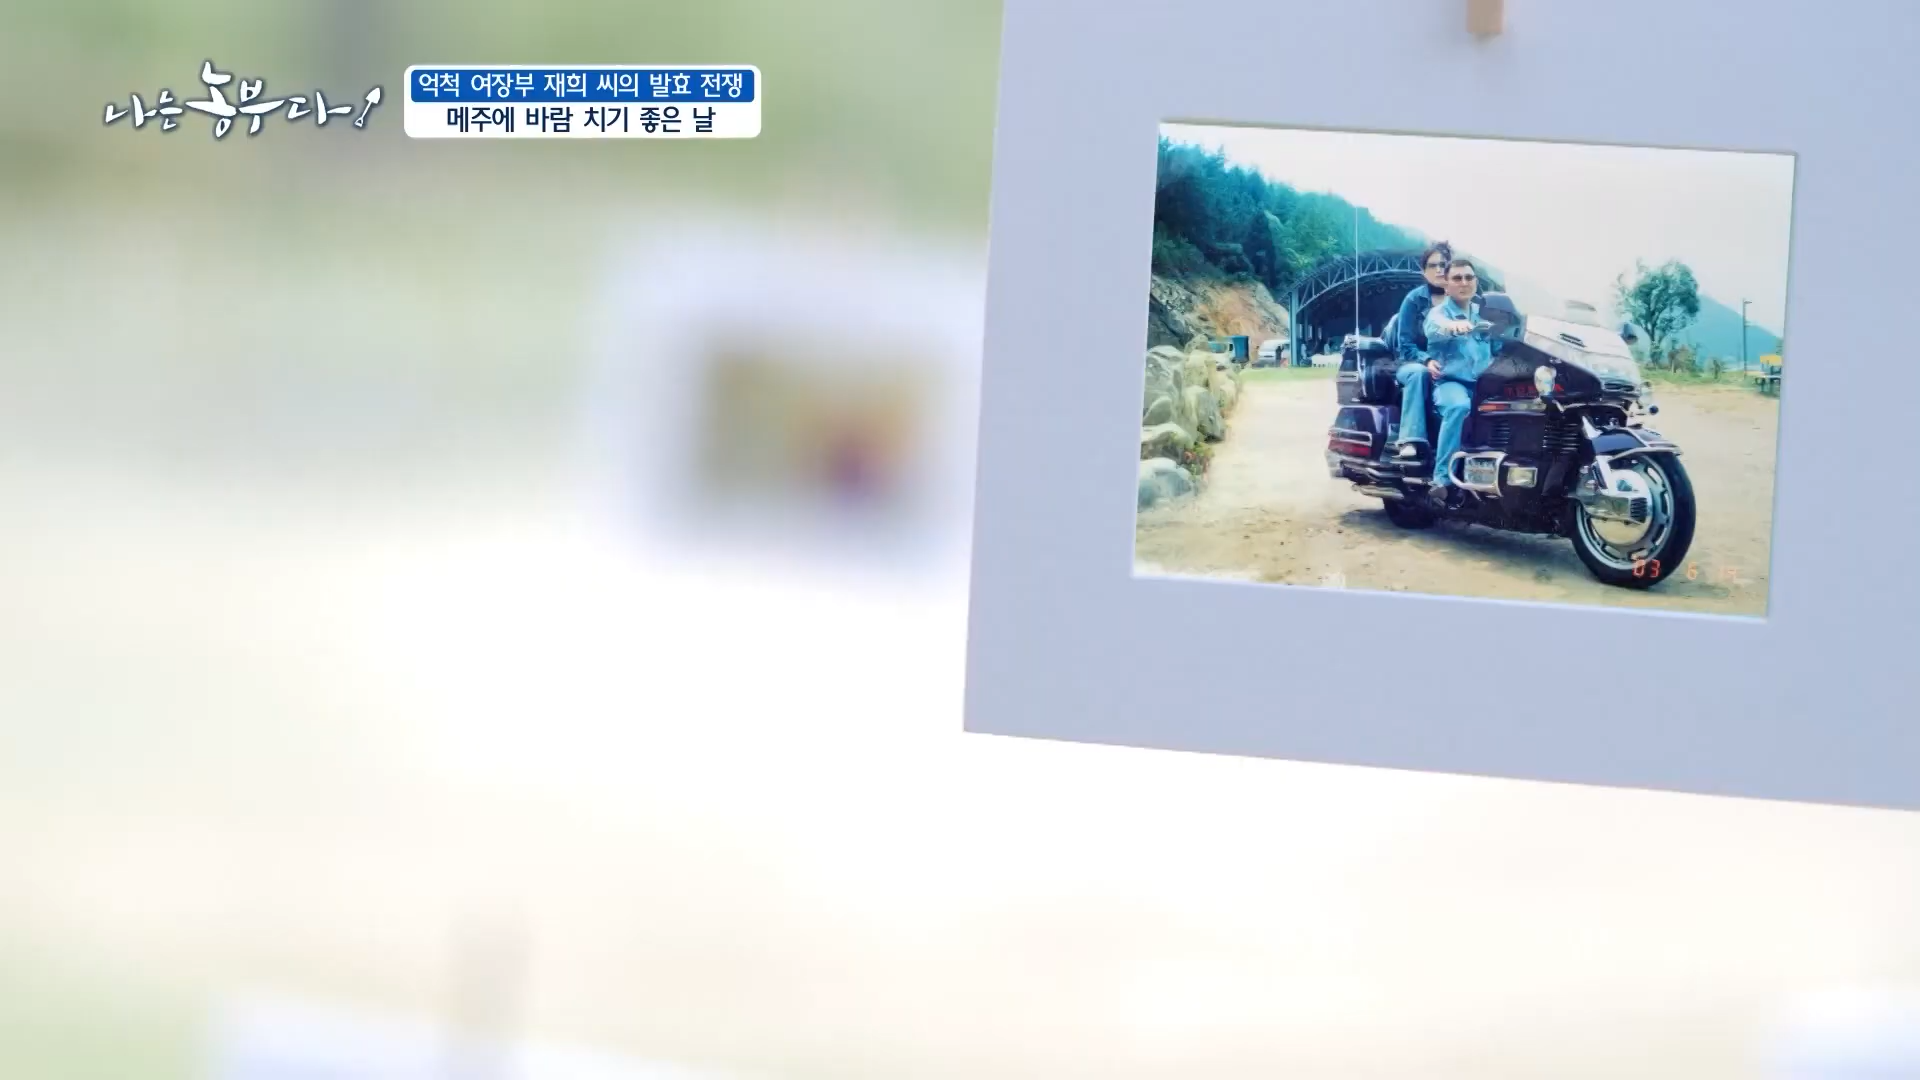 나는 농부다!
억척 여장부 재희 씨의 발효 전쟁
메주에 바람 치기 좋은 날
03 6